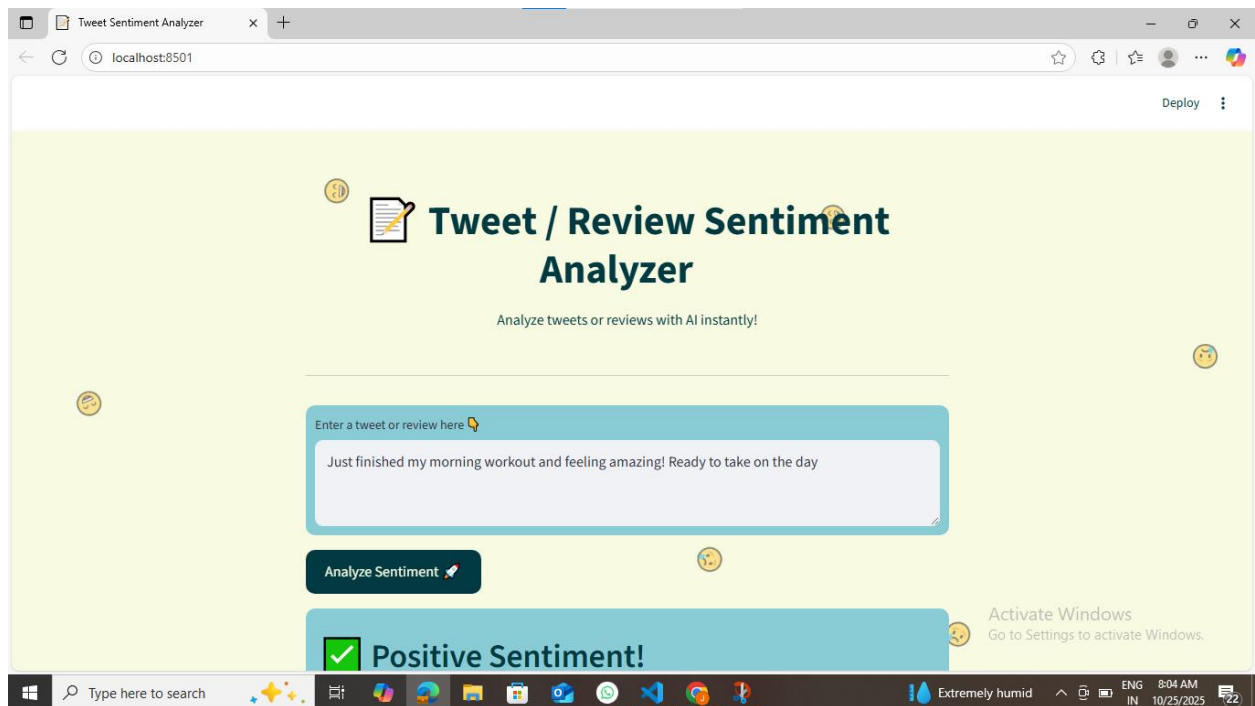 Tweet Sentiment Analyzer
localhost:8501
Deploy
📝 Tweet / Review Sentiment
Analyzer
Analyze tweets or reviews with AI instantly!
Enter a tweet or review here 👇
Just finished my morning workout and feeling amazing! Ready to take on the day
Analyze Sentiment 🚀
✅ Positive Sentiment!
Activate Windows
Go to Settings to activate Windows.
Type here to search
Extremely humid
ENG
IN
8:04 AM
10/25/2025
22